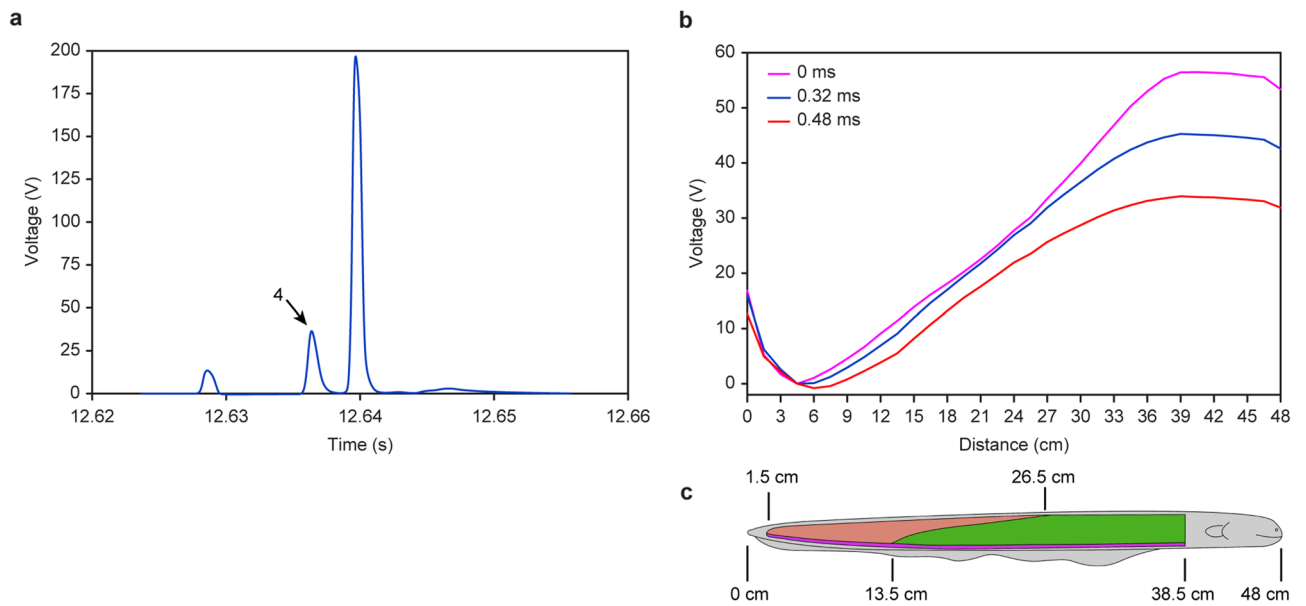 a
200
175
150
125
100
75
50
25
0
Voltage (V)
4
12.62 12.63 12.64 12.65 12.66
Time (s)
b
60
50
40
30
20
10
0
Voltage (V)
0 ms
0.32 ms
0.48 ms
0 3 6 9 12 15 18 21 24 27 30 33 36 39 42 45 48
Distance (cm)
c
1.5 cm 26.5 cm
0 cm 13.5 cm 38.5 cm 48 cm